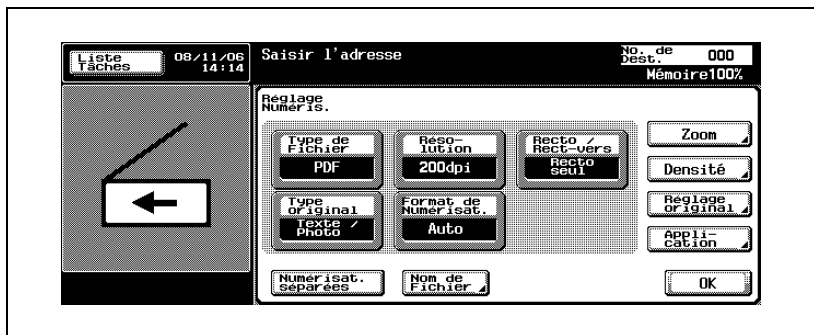 Liste
Tâches
08/11/06
14:14
Saisir l'adresse
No. de
Dest.
000
Mémoire100%
Réglage
Numéris.
Type de
Fichier
PDF
Réso-
lution
200dpi
Recto /
Rect-vers
Recto
seul
Zoom
Densité
Type
original
Texte /
Photo
Format de
Numérisat.
Auto
Réglage
original
Appli-
cation
Numérisat.
séparées
Nom de
Fichier
OK